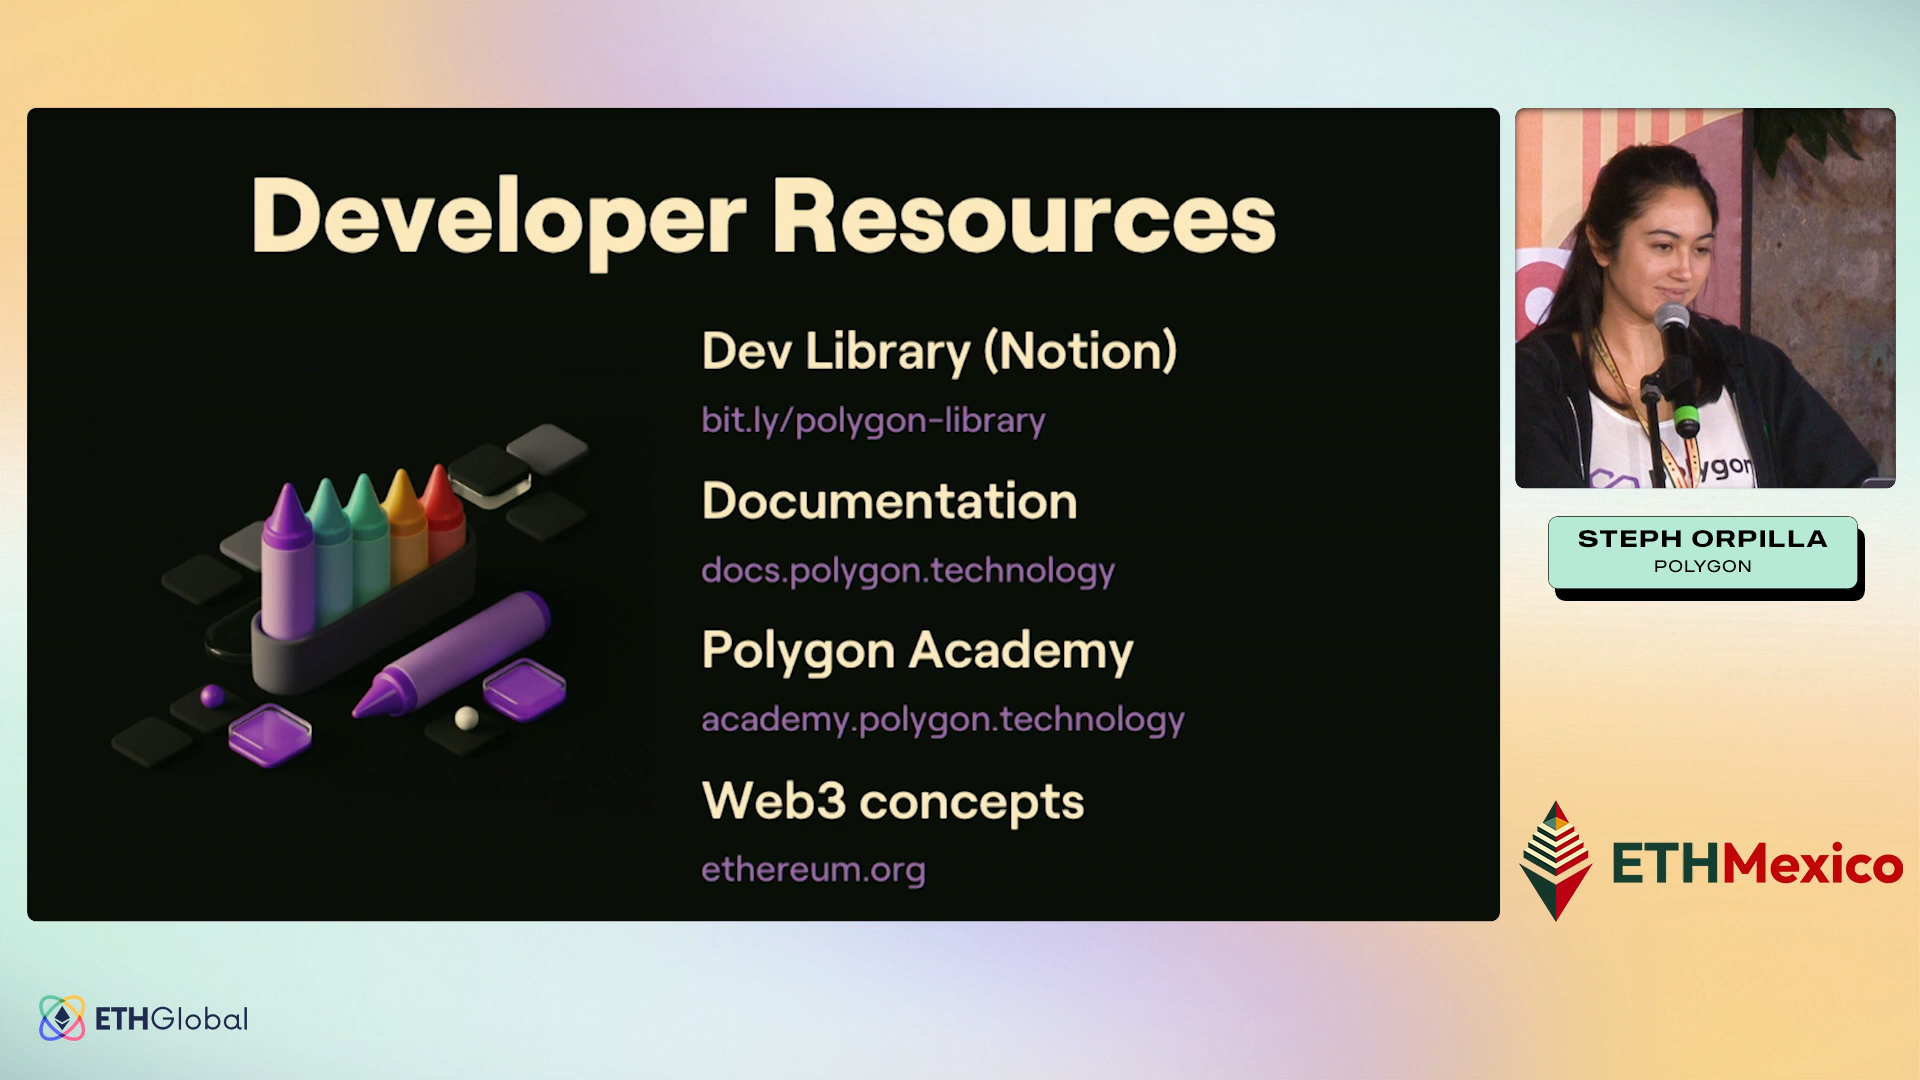 Developer Resources
Dev Library (Notion)
bit.ly/polygon-library
Documentation
docs.polygon.technology
Polygon Academy
academy.polygon.technology
Web3 concepts
ethereum.org
STEPH ORPILLA
POLYGON
ETHMexico
ETHGlobal